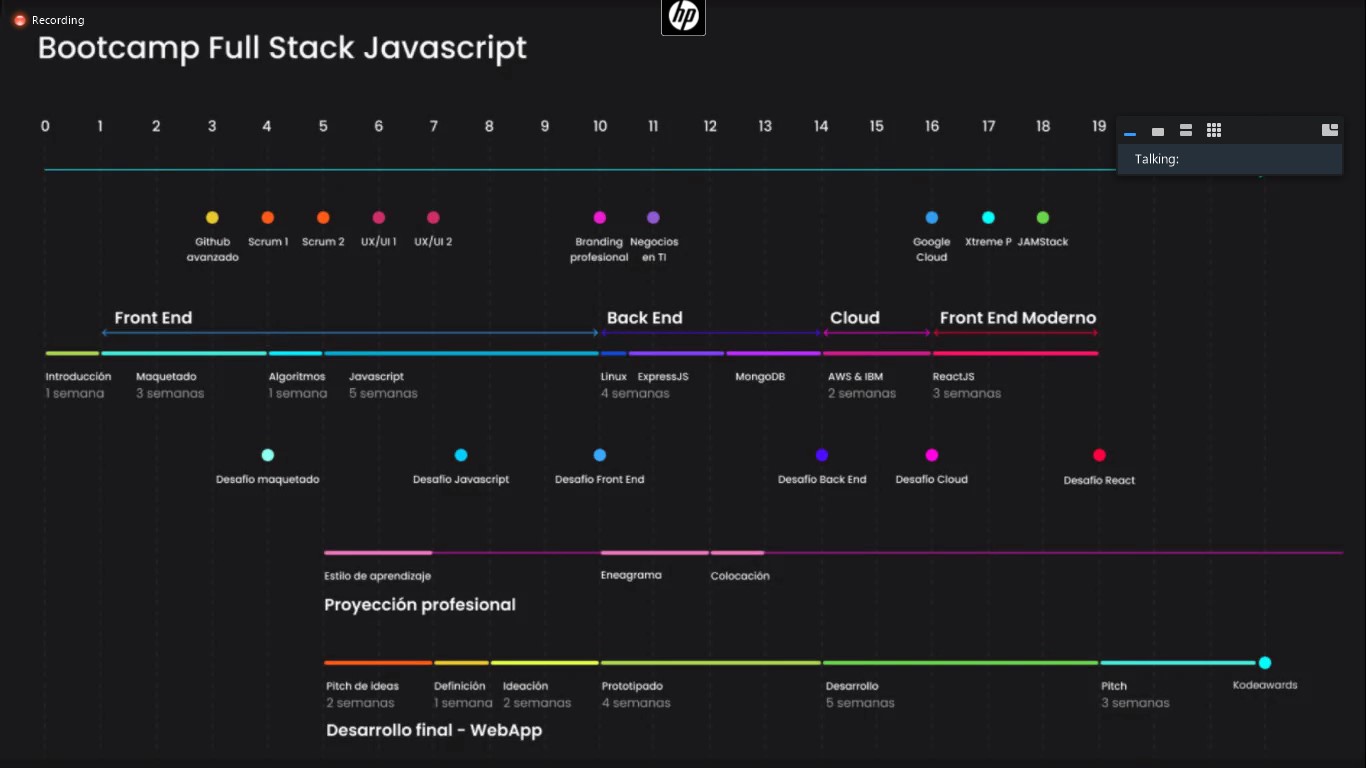 Recording
hp
Bootcamp Full Stack Javascript
0 1 2 3 4 5 6 7 8 9 10 11 12 13 14 15 16 17 18 19
Talking:
Github avanzado
Scrum 1
Scrum 2
UX/UI 1
UX/UI 2
Branding profesional
Negocios en TI
Google Cloud
Xtreme P
JAMStack
Front End
Back End
Cloud
Front End Moderno
Introducción
1 semana
Maquetado
3 semanas
Algoritmos
1 semana
Javascript
5 semanas
Linux
ExpressJS
MongoDB
4 semanas
AWS & IBM
2 semanas
ReactJS
3 semanas
Desafío maquetado
Desafío Javascript
Desafío Front End
Desafío Back End
Desafío Cloud
Desafío React
Estilo de aprendizaje
Eneagrama
Colocación
Proyección profesional
Pitch de ideas
2 semanas
Definición
1 semana
Ideación
2 semanas
Prototipado
4 semanas
Desarrollo
5 semanas
Pitch
3 semanas
Kodeawards
Desarrollo final - WebApp